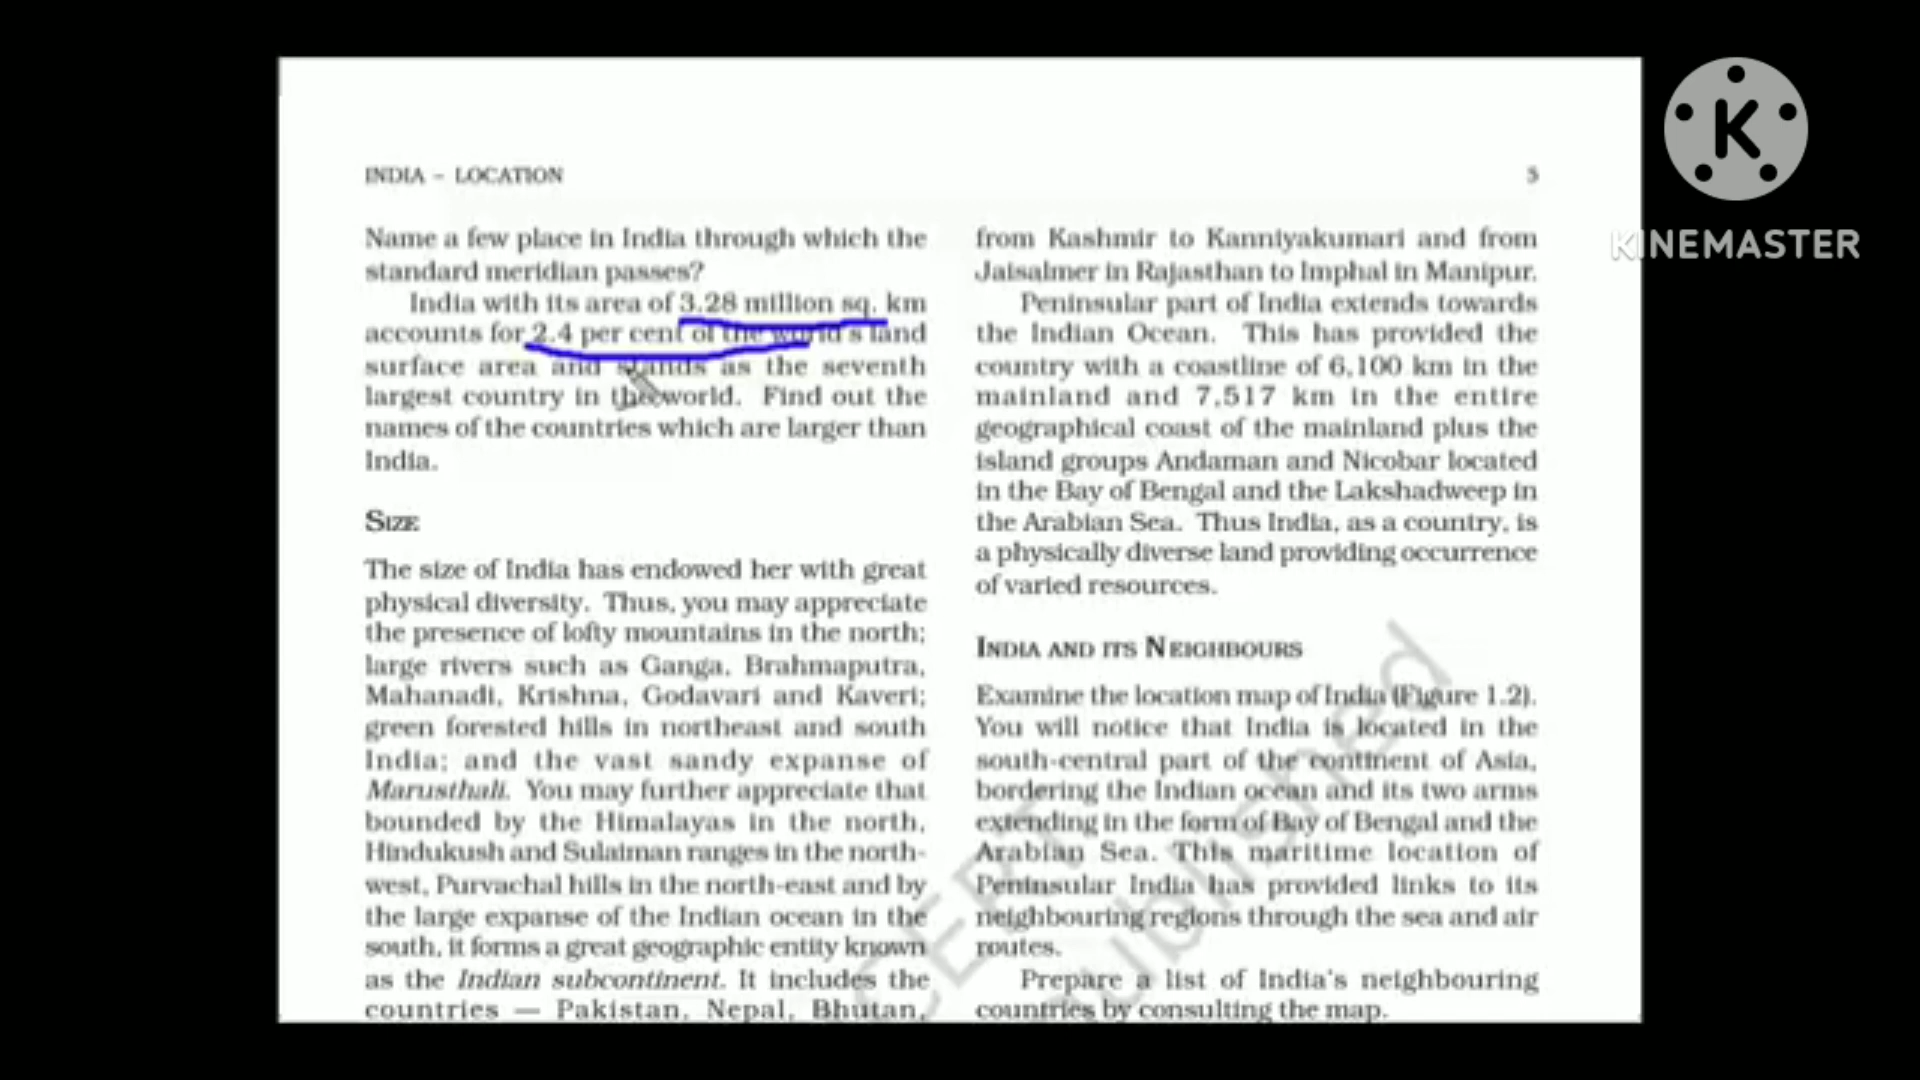 INDIA – LOCATION
5
Name a few place in India through which the
standard meridian passes?
India with its area of 3.28 million sq. km
accounts for 2.4 per cent of the world's land
surface area and stands as the seventh
largest country in the world. Find out the
names of the countries which are larger than
India.
SIZE
The size of India has endowed her with great
physical diversity. Thus, you may appreciate
the presence of lofty mountains in the north;
large rivers such as Ganga, Brahmaputra,
Mahanadi, Krishna, Godavari and Kaveri;
green forested hills in northeast and south
India; and the vast sandy expanse of
Marusthali. You may further appreciate that
bounded by the Himalayas in the north,
Hindukush and Sulaiman ranges in the north-
west, Purvachal hills in the north-east and by
the large expanse of the Indian ocean in the
south, it forms a great geographic entity known
as the Indian subcontinent. It includes the
countries — Pakistan, Nepal, Bhutan,
from Kashmir to Kanniyakumari and from
Jaisalmer in Rajasthan to Imphal in Manipur.
Peninsular part of India extends towards
the Indian Ocean. This has provided the
country with a coastline of 6,100 km in the
mainland and 7,517 km in the entire
geographical coast of the mainland plus the
island groups Andaman and Nicobar located
in the Bay of Bengal and the Lakshadweep in
the Arabian Sea. Thus India, as a country, is
a physically diverse land providing occurrence
of varied resources.
INDIA AND ITS NEIGHBOURS
Examine the location map of India (Figure 1.2).
You will notice that India is located in the
south-central part of the continent of Asia,
bordering the Indian ocean and its two arms
extending in the form of Bay of Bengal and the
Arabian Sea. This maritime location of
Peninsular India has provided links to its
neighbouring regions through the sea and air
routes.
Prepare a list of India's neighbouring
countries by consulting the map.
K
KINEMASTER